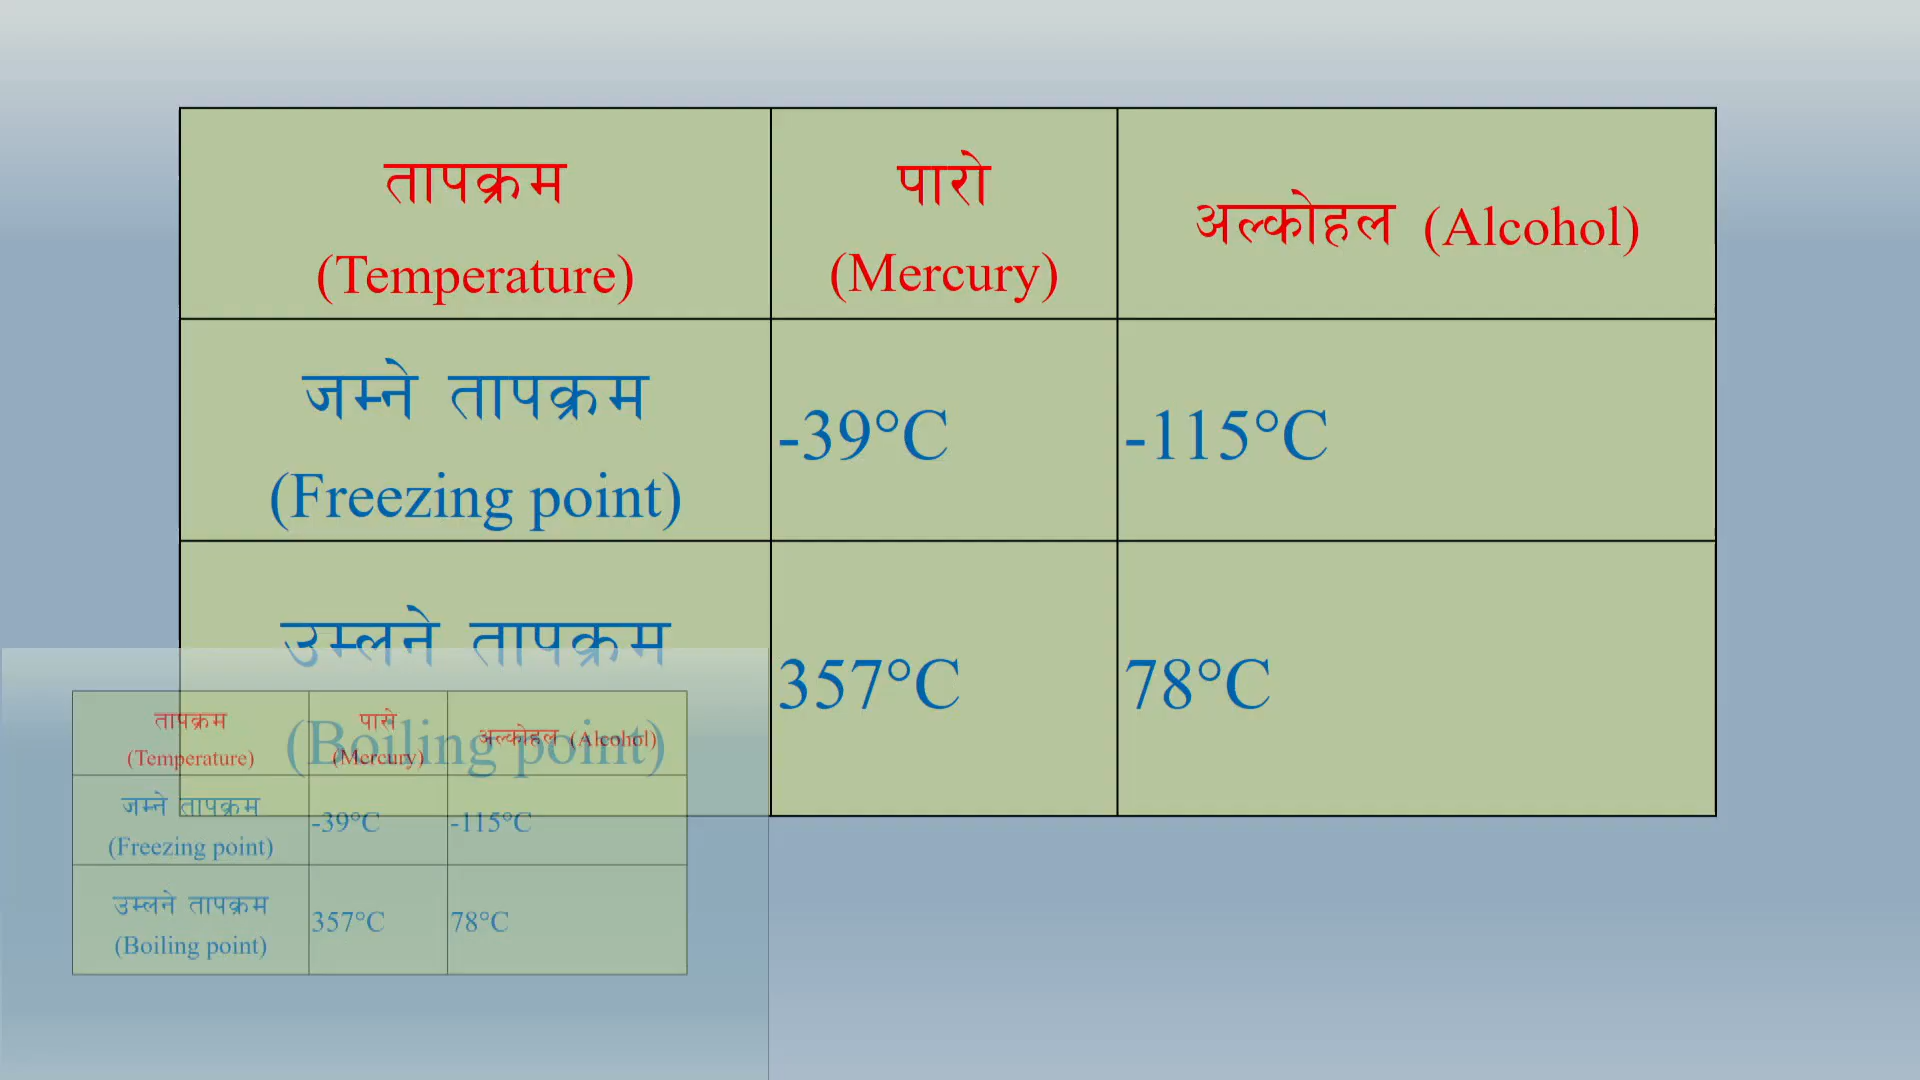 तापक्रम
(Temperature)
पारो
(Mercury)
अल्कोहल (Alcohol)
जम्ने तापक्रम
(Freezing point)
-39°C
-115°C
उम्लने तापक्रम
(Boiling point)
357°C
78°C
तापक्रम
(Temperature)
पारो
(Mercury)
अल्कोहल (Alcohol)
जम्ने तापक्रम
(Freezing point)
-39°C
-115°C
उम्लने तापक्रम
(Boiling point)
357°C
78°C